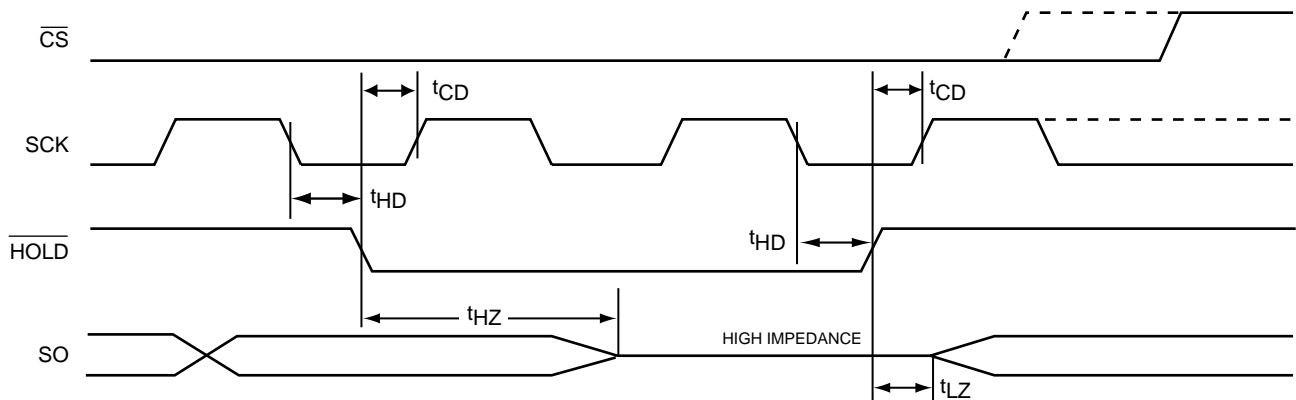 CS
tCD
tCD
SCK
tHD
HOLD
tHD
tHZ
HIGH IMPEDANCE
SO
tLZ